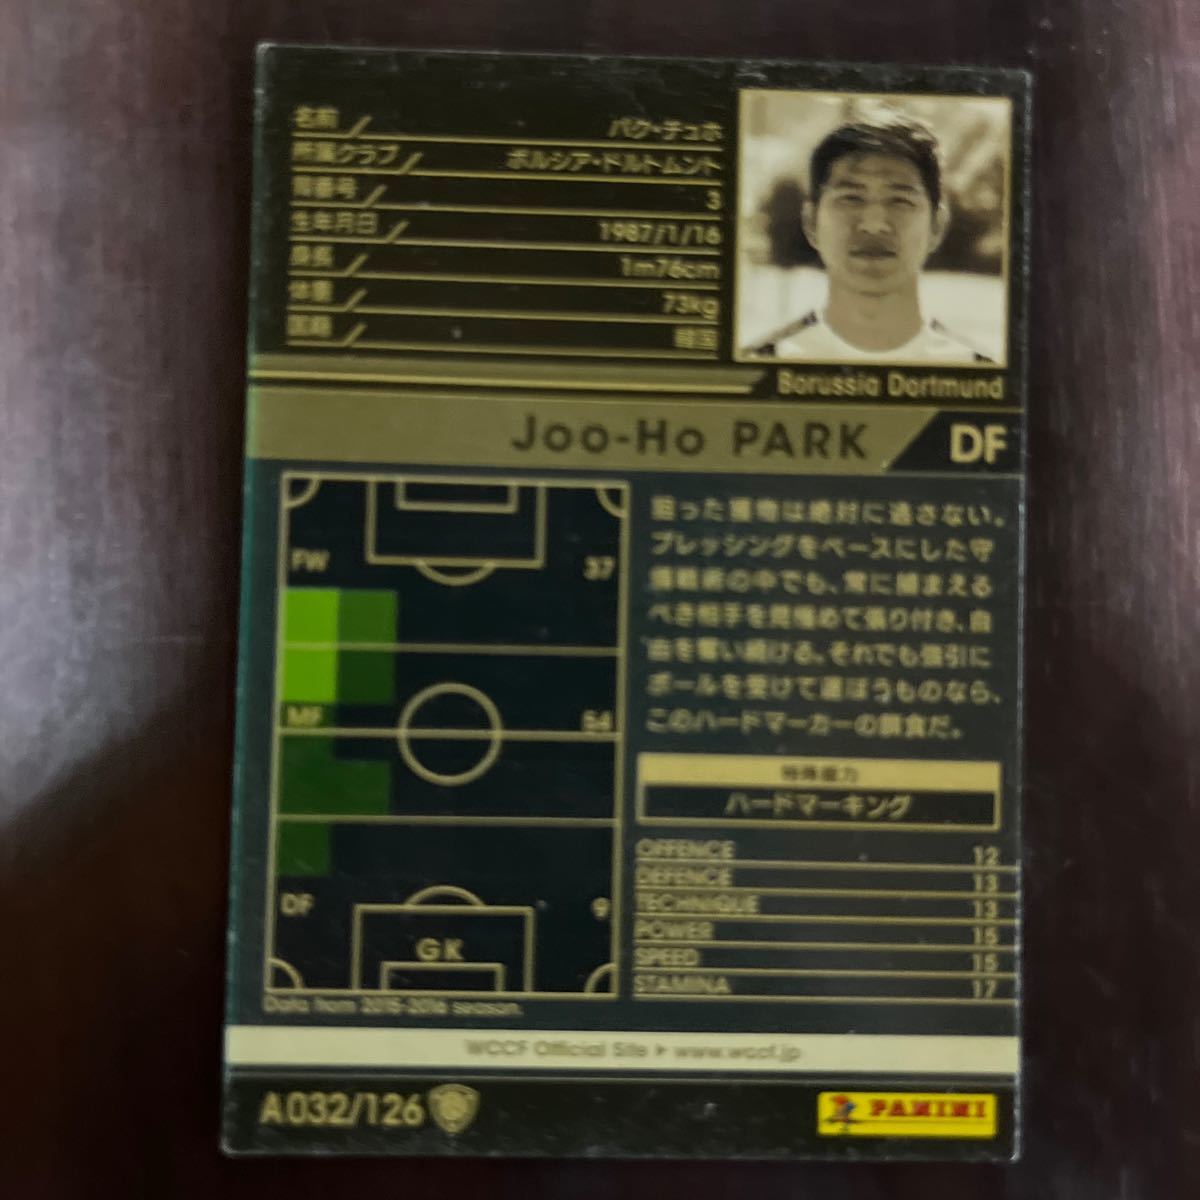 名前 パク・チュホ
所属クラブ ボルシア・ドルトムント
背番号 3
生年月日 1987/1/16
身長 1m76cm
体重 73kg
国籍 韓国
Borussia Dortmund
Joo-Ho PARK DF
FW 37
MF 54
DF 9
GK
Data from 2015-2016 season.
狙った獲物は絶対に逃さない。
プレッシングをベースにした守
備戦術の中でも、常に捕まえる
べき相手を見極めて張り付き、自
由を奪い続ける。それでも強引に
ボールを受けて運ぼうものなら、
このハードマーカーの餌食だ。
特殊能力
ハードマーキング
OFFENCE 12
DEFENCE 13
TECHNIQUE 13
POWER 15
SPEED 15
STAMINA 17
WCCF Official Site ▶ www.wccf.jp
A032/126
PANINI